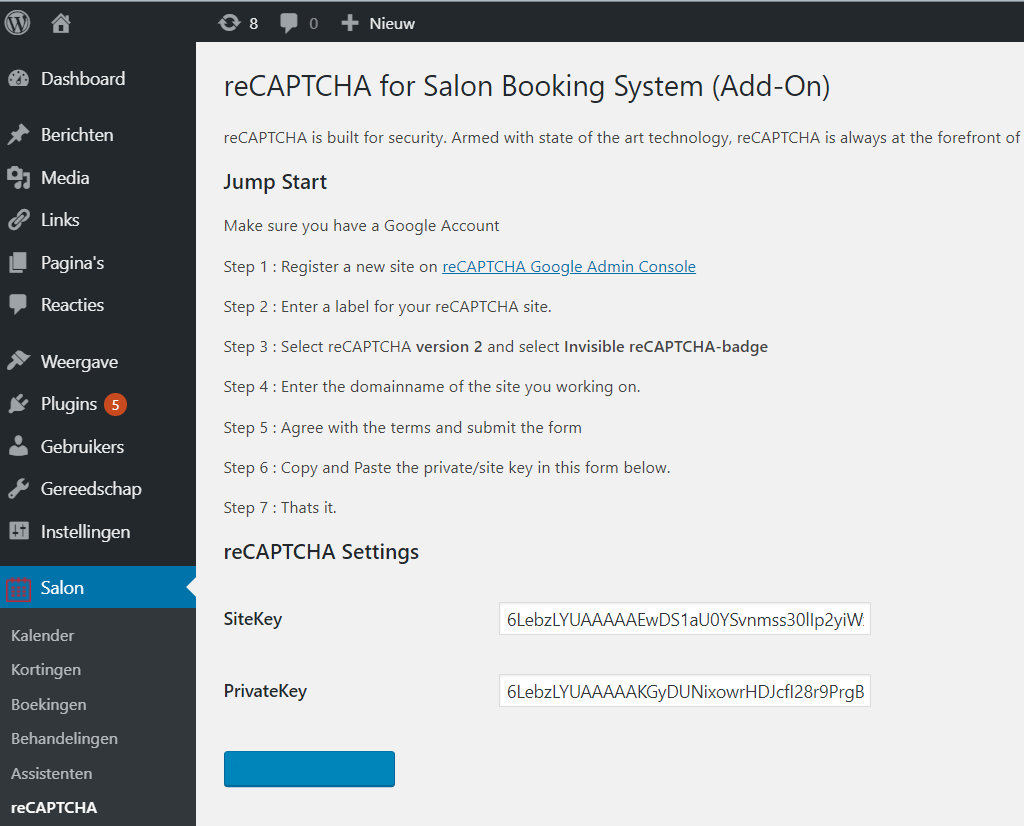 8 0 Nieuw
Dashboard
Berichten
Media
Links
Pagina's
Reacties
Weergave
Plugins 5
Gebruikers
Gereedschap
Instellingen
Salon
Kalender
Kortingen
Boekingen
Behandelingen
Assistenten
reCAPTCHA
reCAPTCHA for Salon Booking System (Add-On)
reCAPTCHA is built for security. Armed with state of the art technology, reCAPTCHA is always at the forefront of
Jump Start
Make sure you have a Google Account
Step 1 : Register a new site on reCAPTCHA Google Admin Console
Step 2 : Enter a label for your reCAPTCHA site.
Step 3 : Select reCAPTCHA version 2 and select Invisible reCAPTCHA-badge
Step 4 : Enter the domainname of the site you working on.
Step 5 : Agree with the terms and submit the form
Step 6 : Copy and Paste the private/site key in this form below.
Step 7 : Thats it.
reCAPTCHA Settings
SiteKey
PrivateKey